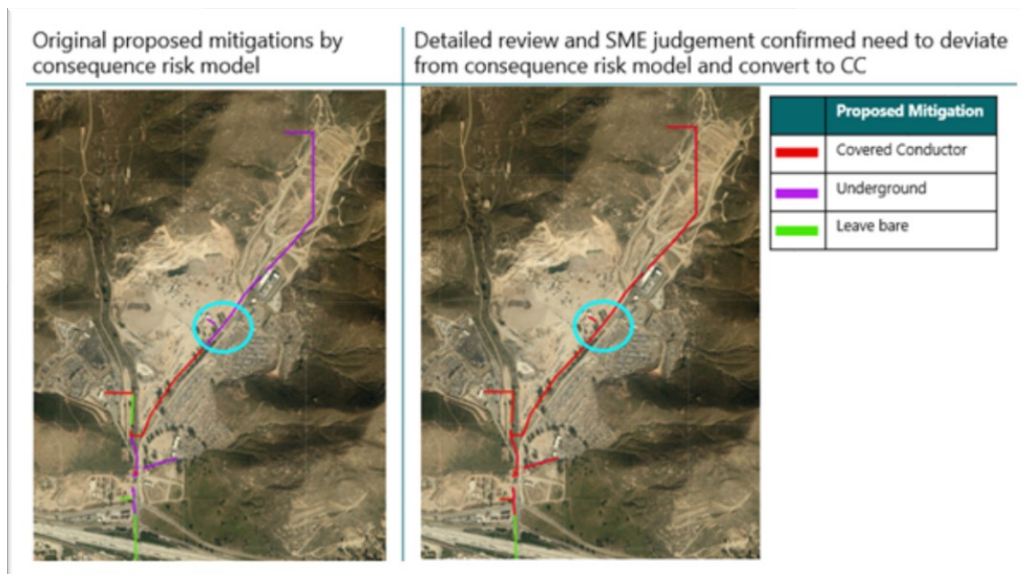 Original proposed mitigations by
consequence risk model
Detailed review and SME judgement confirmed need to deviate
from consequence risk model and convert to CC
Proposed Mitigation
Covered Conductor
Underground
Leave bare